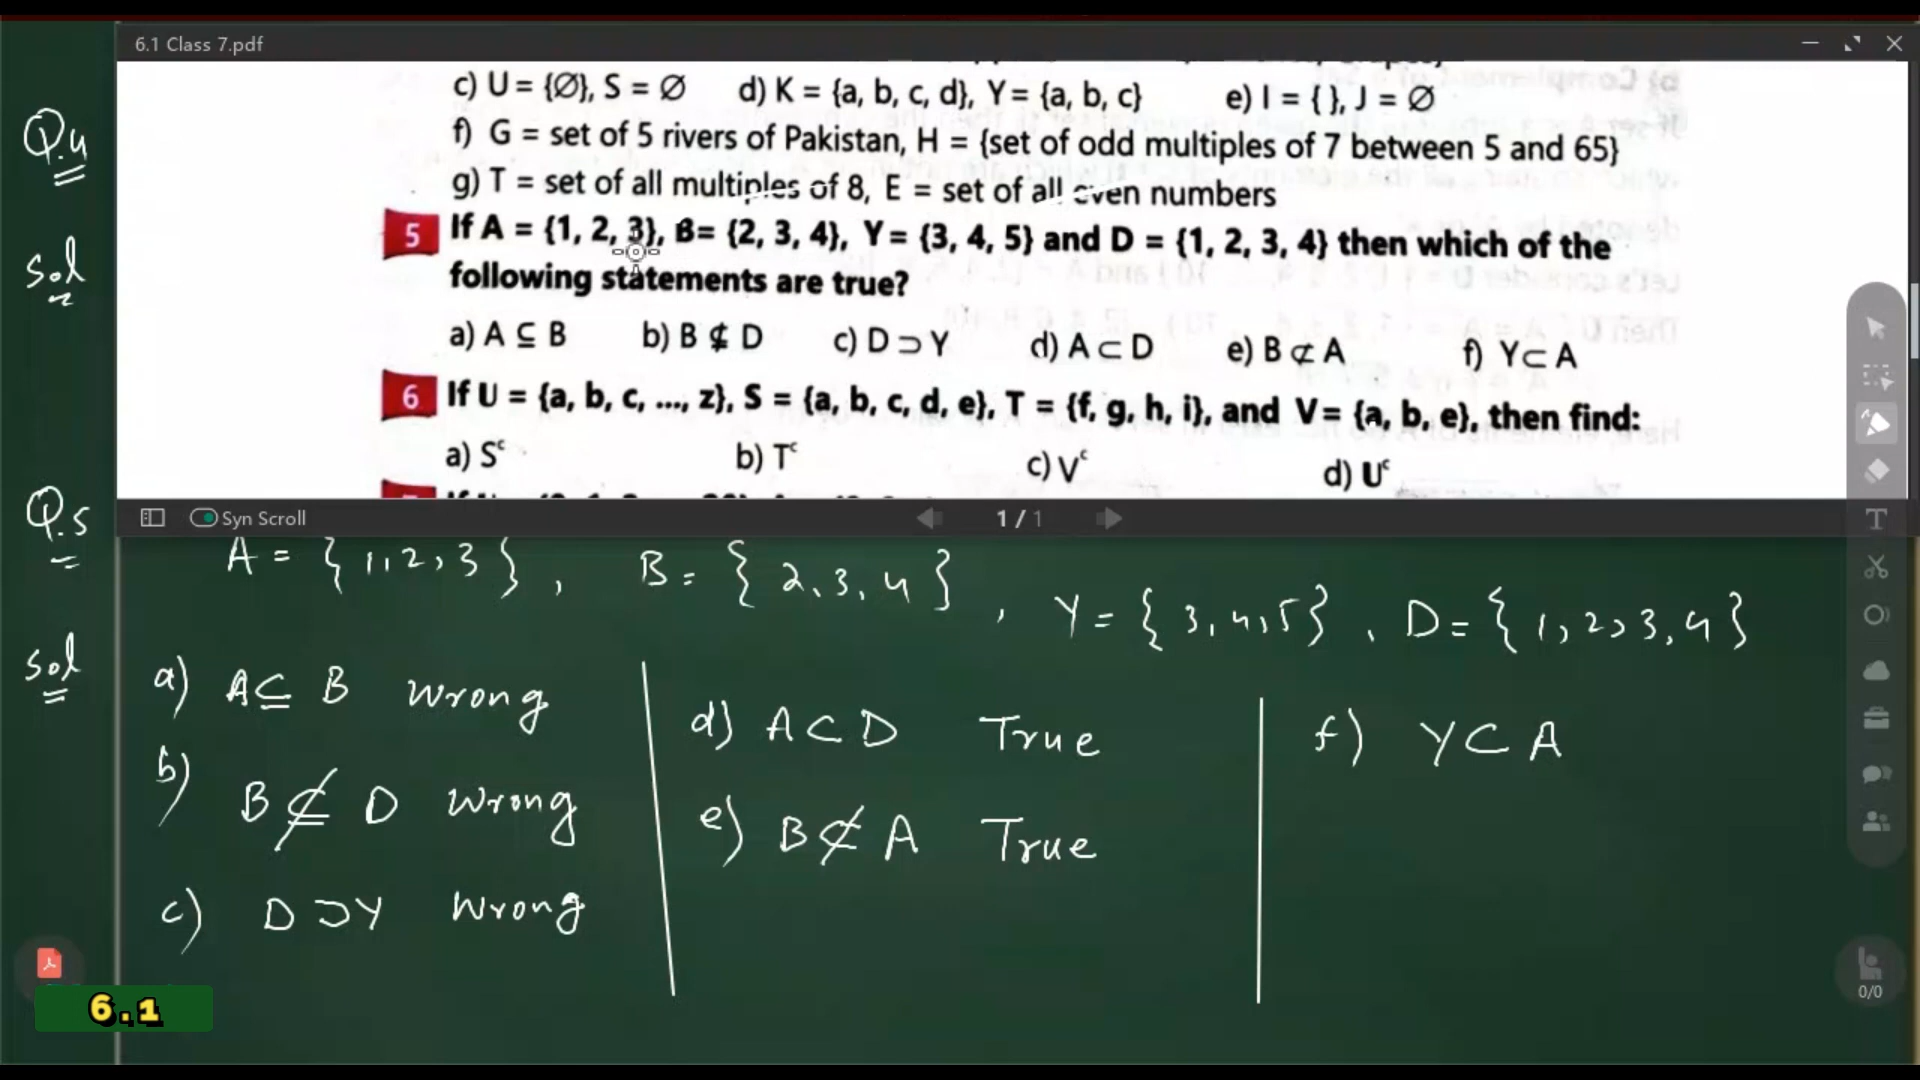 6.1 Class 7.pdf
c) U = {Ø}, S = Ø d) K = {a, b, c, d}, Y = {a, b, c} e) I = { }, J = Ø
f) G = set of 5 rivers of Pakistan, H = {set of odd multiples of 7 between 5 and 65}
g) T = set of all multiples of 8, E = set of all even numbers
5 If A = {1, 2, 3}, B= {2, 3, 4}, Y= {3, 4, 5} and D = {1, 2, 3, 4} then which of the
following statements are true?
a) A ⊆ B b) B ⊈ D c) D ⊃ Y d) A ⊂ D e) B ⊄ A f) Y⊂ A
6 If U = {a, b, c, ..., z}, S = {a, b, c, d, e}, T = {f, g, h, i}, and V= {a, b, e}, then find:
a) Sᶜ b) Tᶜ c) Vᶜ d) Uᶜ
Syn Scroll 1 / 1
Q.4
Sol
Q.5
Sol
A = {1,2,3}, B = {2,3,4}, Y = {3,4,5}, D = {1,2,3,4}
a) A ⊆ B Wrong
b) B ⊈ D Wrong
c) D ⊃ Y Wrong
d) A ⊂ D True
e) B ⊄ A True
f) Y ⊂ A
6.1
0/0